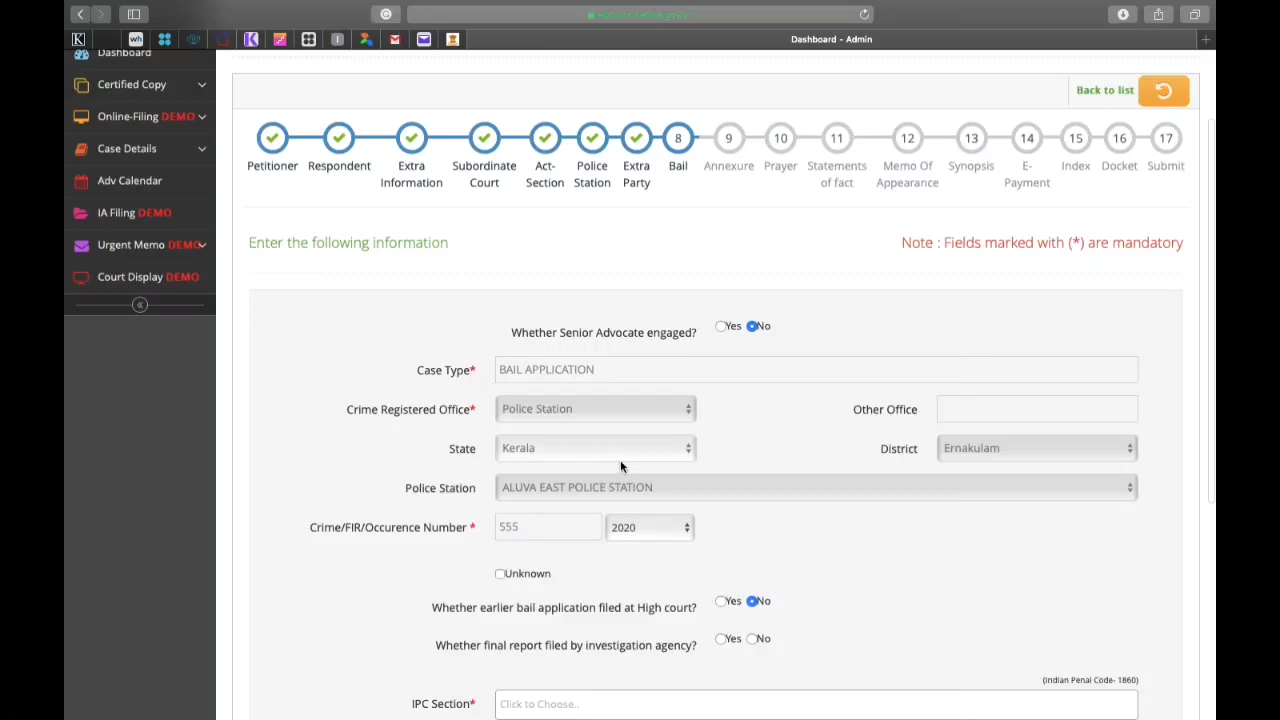 Dashboard - Admin
Dashboard
Certified Copy
Online-Filing DEMO
Case Details
Adv Calendar
IA Filing DEMO
Urgent Memo DEMO
Court Display DEMO
Back to list
8 9 10 11 12 13 14 15 16 17
Petitioner Respondent Extra Information Subordinate Court Act-Section Police Station Extra Party Bail Annexure Prayer Statements of fact Memo Of Appearance Synopsis E-Payment Index Docket Submit
Enter the following information
Note : Fields marked with (*) are mandatory
Whether Senior Advocate engaged? Yes No
Case Type* BAIL APPLICATION
Crime Registered Office* Police Station Other Office
State Kerala District Ernakulam
Police Station ALUVA EAST POLICE STATION
Crime/FIR/Occurence Number * 555 2020
Unknown
Whether earlier bail application filed at High court? Yes No
Whether final report filed by investigation agency? Yes No
(Indian Penal Code- 1860)
IPC Section* Click to Choose..